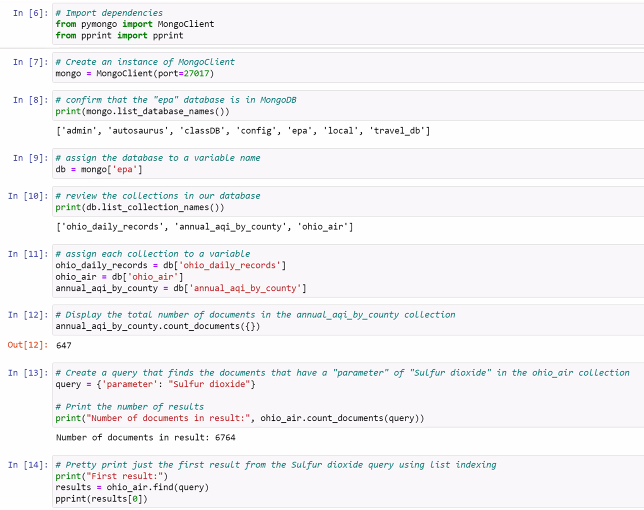 In [6]: # Import dependencies
from pymongo import MongoClient
from pprint import pprint
In [7]: # Create an instance of MongoClient
mongo = MongoClient(port=27017)
In [8]: # confirm that the "epa" database is in MongoDB
print(mongo.list_database_names())
['admin', 'autosaurus', 'classDB', 'config', 'epa', 'local', 'travel_db']
In [9]: # assign the database to a variable name
db = mongo['epa']
In [10]: # review the collections in our database
print(db.list_collection_names())
['ohio_daily_records', 'annual_aqi_by_county', 'ohio_air']
In [11]: # assign each collection to a variable
ohio_daily_records = db['ohio_daily_records']
ohio_air = db['ohio_air']
annual_aqi_by_county = db['annual_aqi_by_county']
In [12]: # Display the total number of documents in the annual_aqi_by_county collection
annual_aqi_by_county.count_documents({})
Out[12]: 647
In [13]: # Create a query that finds the documents that have a "parameter" of "Sulfur dioxide" in the ohio_air collection
query = {'parameter': "Sulfur dioxide"}
# Print the number of results
print("Number of documents in result:", ohio_air.count_documents(query))
Number of documents in result: 6764
In [14]: # Pretty print just the first result from the Sulfur dioxide query using list indexing
print("First result:")
results = ohio_air.find(query)
pprint(results[0])